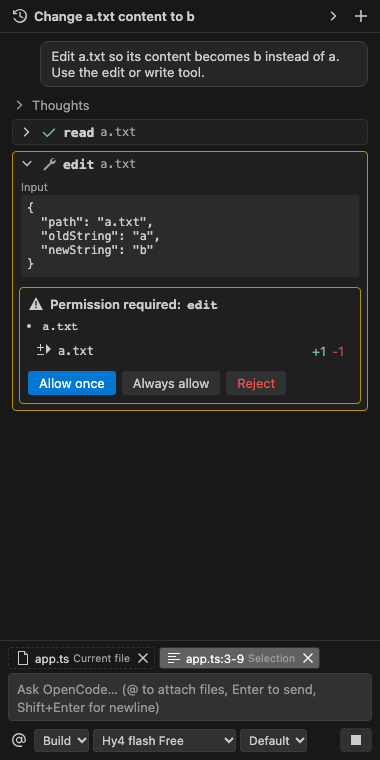 Change a.txt content to b
Edit a.txt so its content becomes b instead of a.
Use the edit or write tool.
Thoughts
read a.txt
edit a.txt
Input
{
"path": "a.txt",
"oldString": "a",
"newString": "b"
}
Permission required: edit
• a.txt
a.txt +1 -1
Allow once Always allow Reject
app.ts Current file app.ts:3-9 Selection
Ask OpenCode... (@ to attach files, Enter to send,
Shift+Enter for newline)
@ Build Hy4 flash Free Default